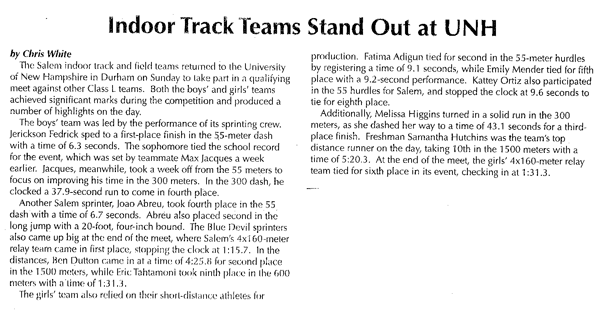 Indoor Track Teams Stand Out at UNH
by Chris White
The Salem indoor track and field teams returned to the University
of New Hampshire in Durham on Sunday to take part in a qualifying
meet against other Class L teams. Both the boys' and girls' teams
achieved significant marks during the competition and produced a
number of highlights on the day.
The boys' team was led by the performance of its sprinting crew.
Jerickson Fedrick sped to a first-place finish in the 55-meter dash
with a time of 6.3 seconds. The sophomore tied the school record
for the event, which was set by teammate Max Jacques a week
earlier. Jacques, meanwhile, took a week off from the 55 meters to
focus on improving his time in the 300 meters. In the 300 dash, he
clocked a 37.9-second run to come in fourth place.
Another Salem sprinter, Joao Abreu, took fourth place in the 55
dash with a time of 6.7 seconds. Abreu also placed second in the
long jump with a 20-foot, four-inch bound. The Blue Devil sprinters
also came up big at the end of the meet, where Salem's 4x160-meter
relay team came in first place, stopping the clock at 1:15.7. In the
distances, Ben Dutton came in at a time of 4:25.8 for second place
in the 1500 meters, while Eric Tahtamoni took ninth place in the 600
meters with a time of 1:31.3.
The girls' team also relied on their short-distance athletes for
production. Fatima Adigun tied for second in the 55-meter hurdles
by registering a time of 9.1 seconds, while Emily Mender tied for fifth
place with a 9.2-second performance. Kattey Ortiz also participated
in the 55 hurdles for Salem, and stopped the clock at 9.6 seconds to
tie for eighth place.
Additionally, Melissa Higgins turned in a solid run in the 300
meters, as she dashed her way to a time of 43.1 seconds for a third-
place finish. Freshman Samantha Hutchins was the team's top
distance runner on the day, taking 10th in the 1500 meters with a
time of 5:20.3. At the end of the meet, the girls' 4x160-meter relay
team tied for sixth place in its event, checking in at 1:31.3.